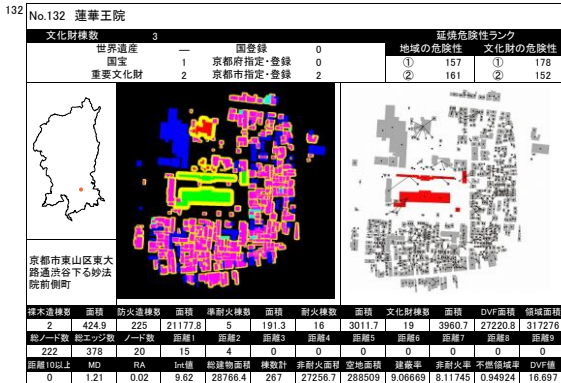 132
No.132 蓮華王院
文化財棟数 3 延焼危険性ランク
世界遺産 — 国登録 0 地域の危険性 文化財の危険性
国宝 1 京都府指定・登録 0 ① 157 ① 178
重要文化財 2 京都市指定・登録 2 ② 161 ② 152
京都市東山区東大
路通渋谷下る妙法
院前側町
裸木造棟数 面積 防火造棟数 面積 準耐火棟数 面積 耐火棟数 面積 文化財棟数 面積 DVF面積 領域面積
2 424.9 225 21177.8 5 191.3 16 3011.7 19 3960.7 27220.8 317276
総ノード数 総エッジ数 ノード数 距離1 距離2 距離3 距離4 距離5 距離6 距離7 距離8 距離9
222 378 20 15 4 0 0 0 0 0 0 0
距離10以上 MD RA Int値 総建物面積 棟数計 非耐火面積 空地面積 建蔽率 非耐火率 不燃領域率 DVF値
0 1.21 0.02 9.62 28766.4 267 27256.7 288509 9.06669 8.11745 0.94924 16.697